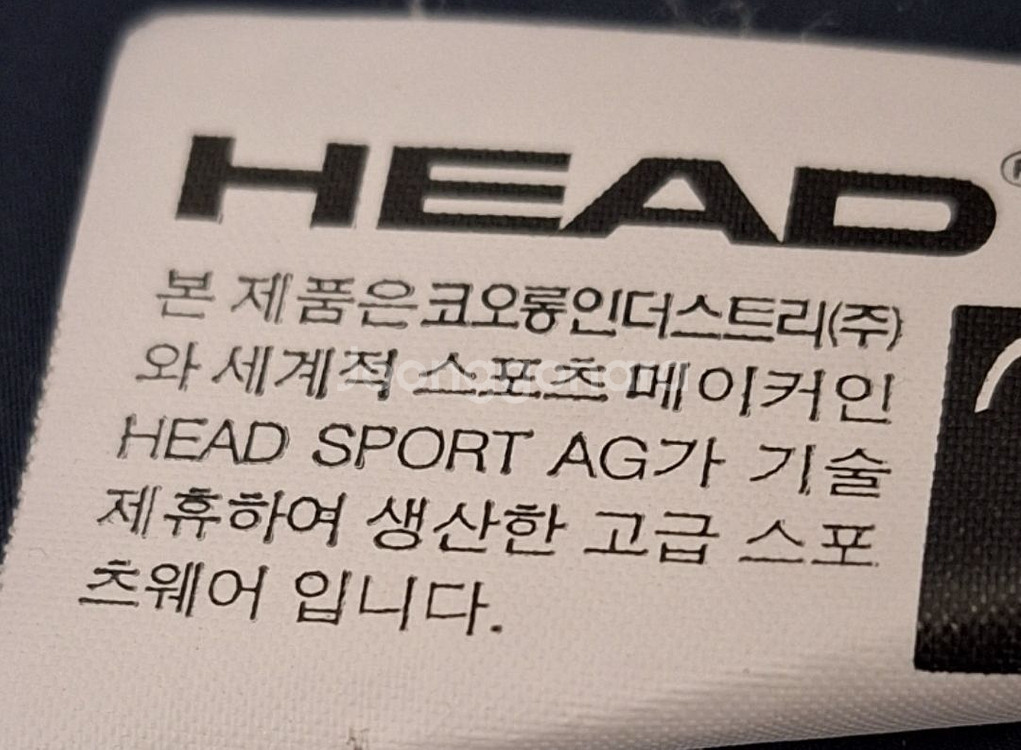 HEAD®
본 제품은 코오롱인더스트리(주)
와 세계적 스포츠 메이커인
HEAD SPORT AG가 기술
제휴하여 생산한 고급 스포
츠웨어 입니다.